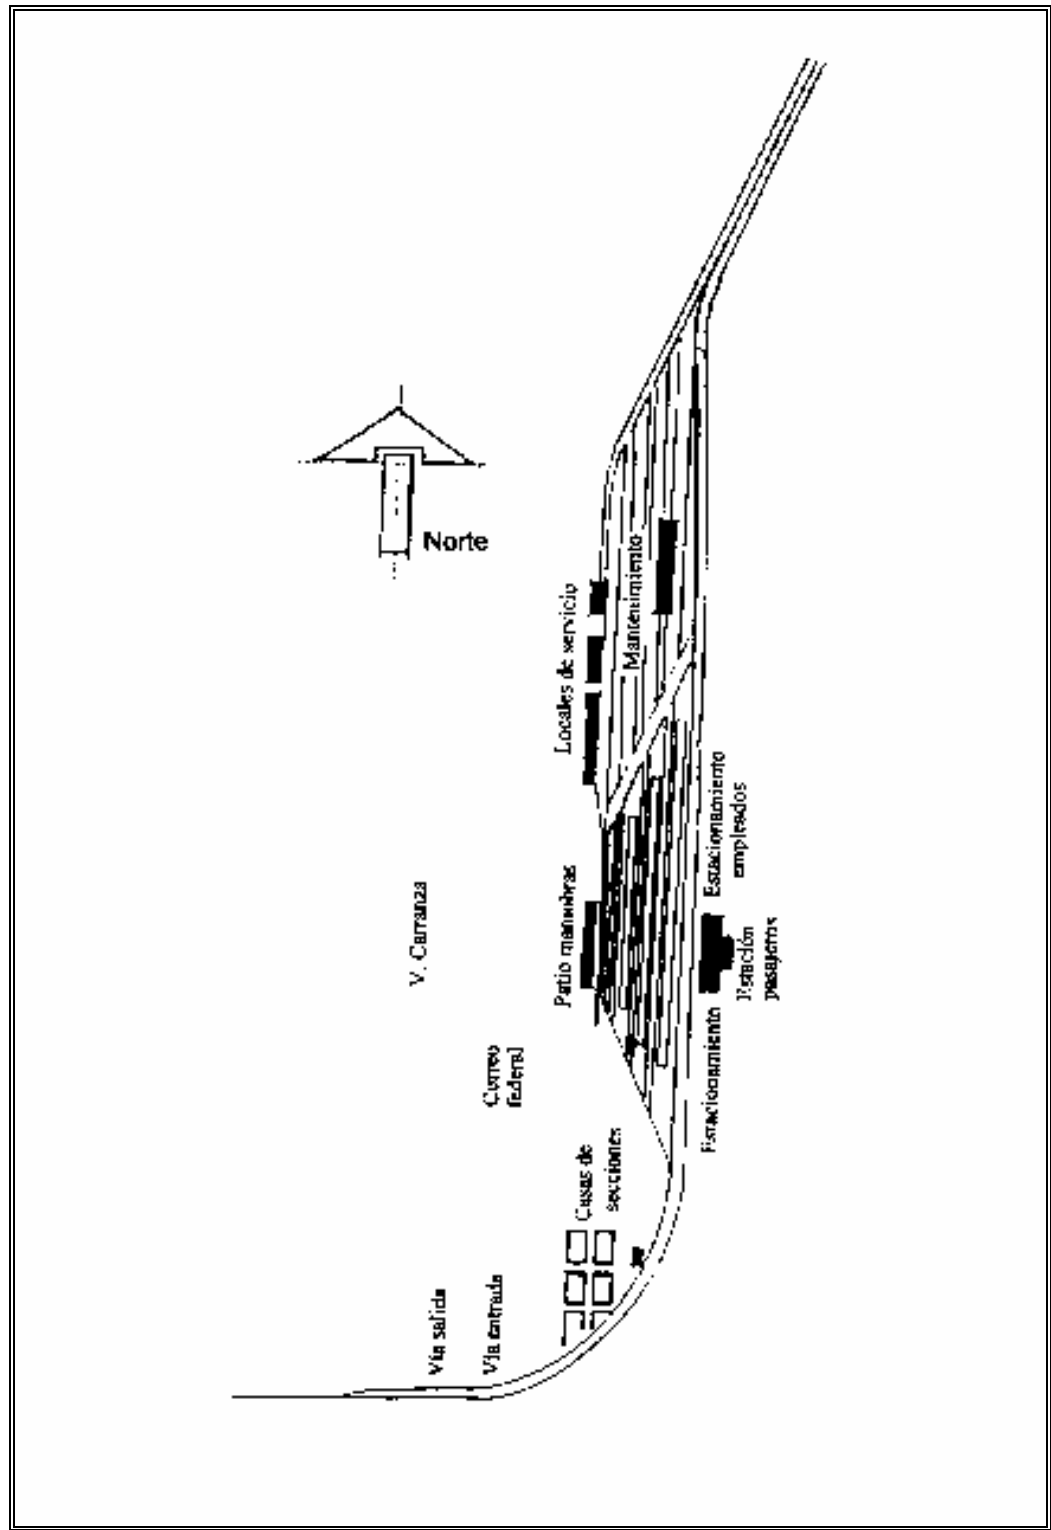 Norte
Locales de servicio
Mantenimiento
V. Carranza
Patio maniobras
Estacionamiento
empleados
Estación
pasajeros
Correo
federal
Estacionamiento
Casas de
secciones
Vía salida
Vía entrada